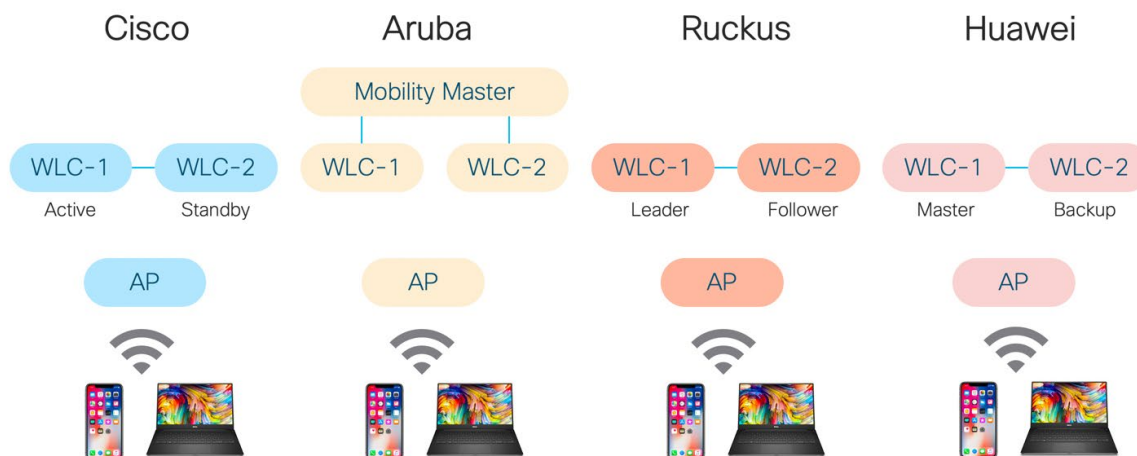 Cisco
Aruba
Ruckus
Huawei
Mobility Master
WLC-1
WLC-2
WLC-1
WLC-2
WLC-1
WLC-2
WLC-1
WLC-2
Active
Standby
Leader
Follower
Master
Backup
AP
AP
AP
AP